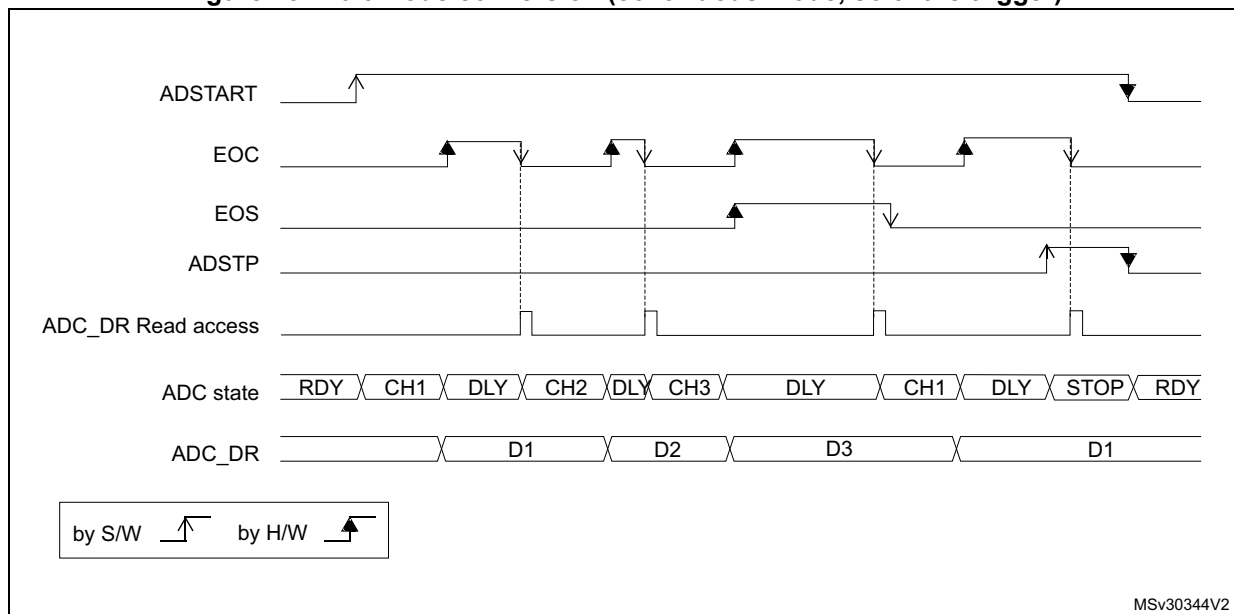 ADSTART
EOC
EOS
ADSTP
ADC_DR Read access
ADC state RDY CH1 DLY CH2 DLY CH3 DLY CH1 DLY STOP RDY
ADC_DR D1 D2 D3 D1
by S/W by H/W
MSv30344V2